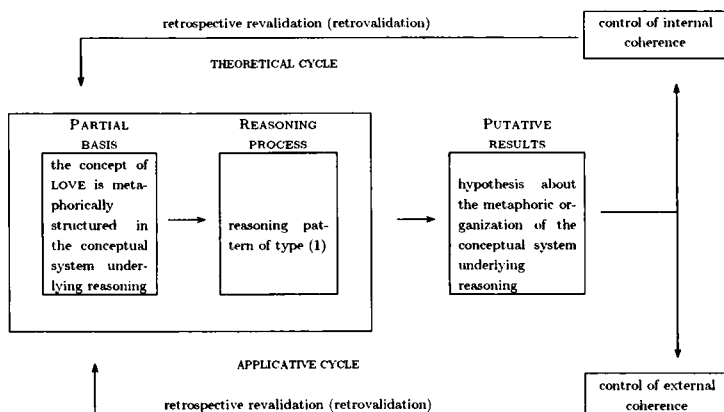 retrospective revalidation (retrovalidation)
control of internal
coherence
THEORETICAL CYCLE
PARTIAL
BASIS
REASONING
PROCESS
PUTATIVE
RESULTS
the concept of
LOVE is meta-
phorically
structured in
the conceptual
system under-
lying reasoning
reasoning pat-
tern of type (1)
hypothesis about
the metaphoric or-
ganization of the
conceptual system
underlying
reasoning
APPLICATIVE CYCLE
retrospective revalidation (retrovalidation)
control of external
coherence